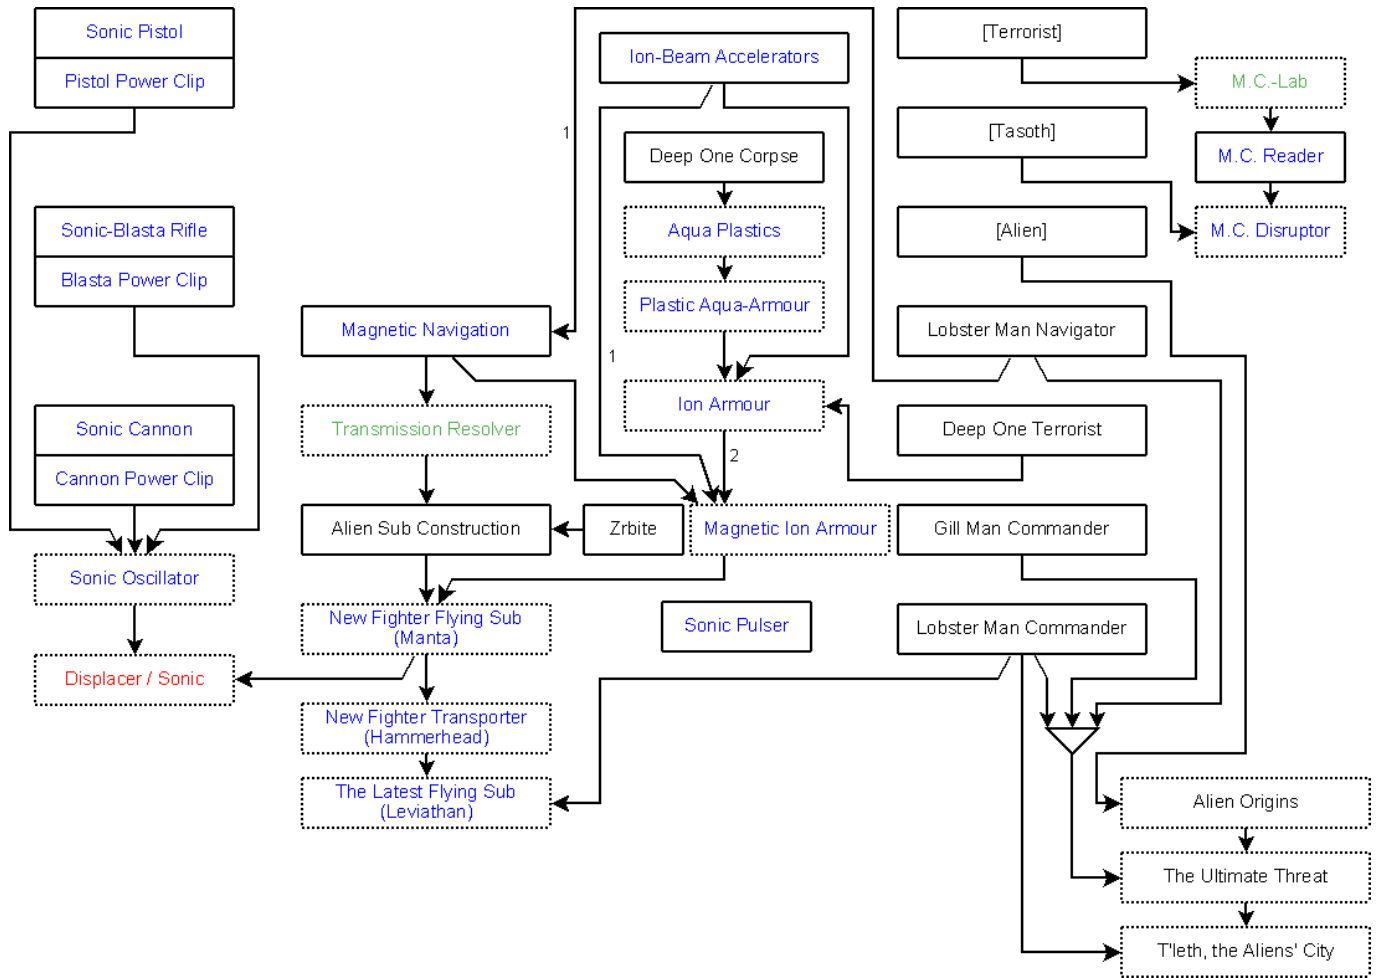 Sonic Pistol
Pistol Power Clip
Sonic-Blasta Rifle
Blasta Power Clip
Sonic Cannon
Cannon Power Clip
Sonic Oscillator
Displacer / Sonic
Magnetic Navigation
Transmission Resolver
Alien Sub Construction
New Fighter Flying Sub
(Manta)
New Fighter Transporter
(Hammerhead)
The Latest Flying Sub
(Leviathan)
1
Ion-Beam Accelerators
Deep One Corpse
Aqua Plastics
Plastic Aqua-Armour
1
Ion Armour
2
Zrbite
Magnetic Ion Armour
Sonic Pulser
[Terrorist]
[Tasoth]
[Alien]
Lobster Man Navigator
Deep One Terrorist
Gill Man Commander
Lobster Man Commander
M.C.-Lab
M.C. Reader
M.C. Disruptor
Alien Origins
The Ultimate Threat
T'leth, the Aliens' City